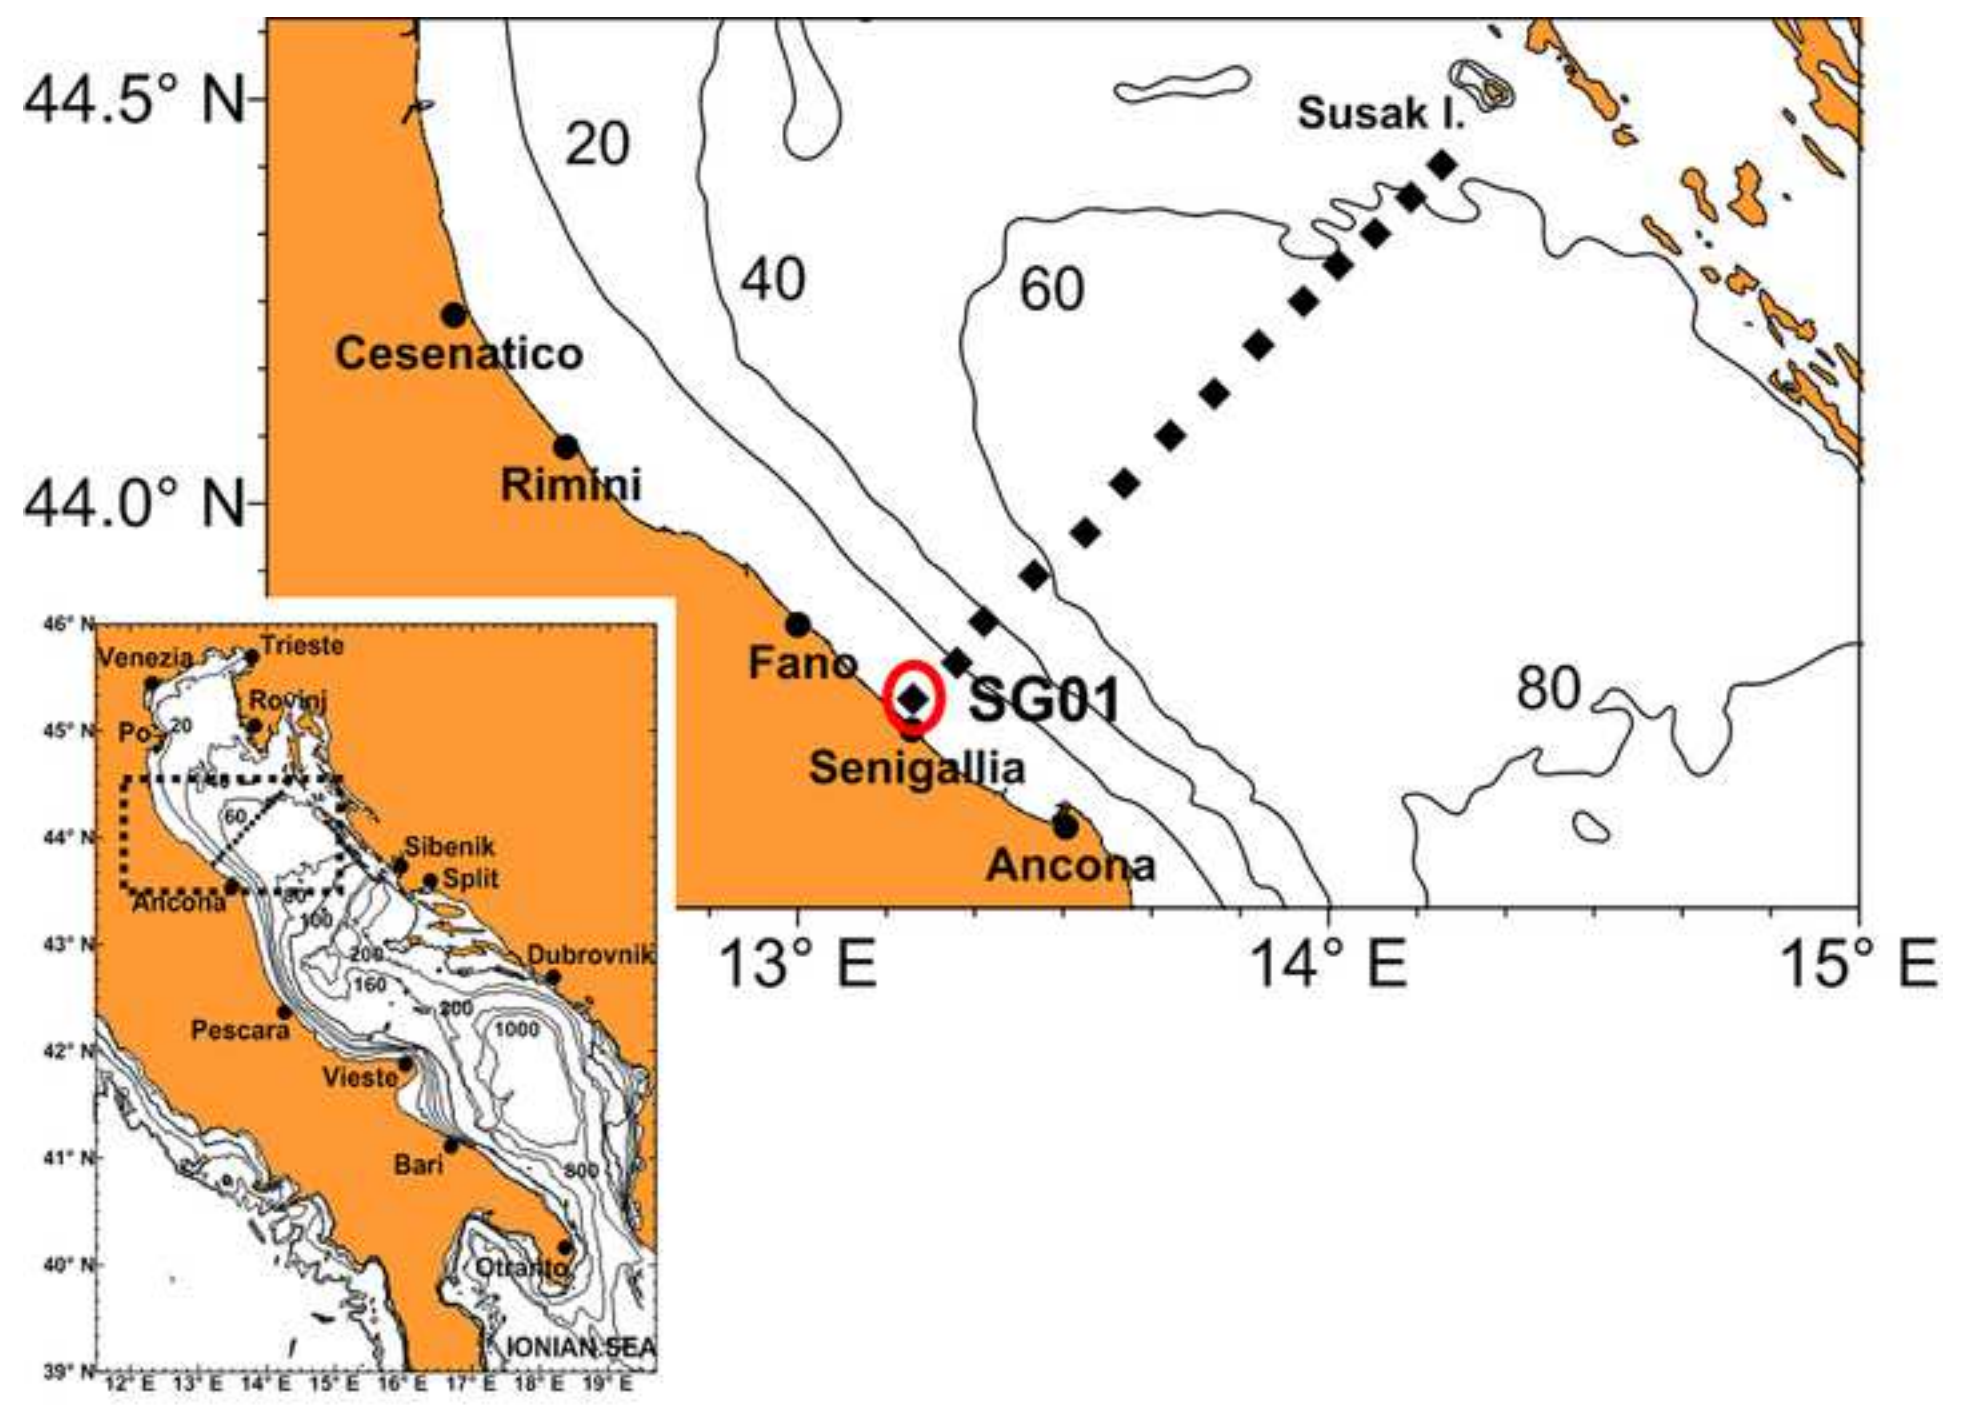 44.5° N
Susak I.
20
40
60
Cesenatico
Rimini
44.0° N
Fano
SG01
80
Senigallia
Ancona
13° E
14° E
15° E
46° N
Trieste
Venezia
Rovinj
45° N
Po
20
60
44° N
Sibenik
Split
Ancona
80
100
43° N
200
Dubrovnik
160
200
Pescara
1000
42° N
Vieste
Bari
800
41° N
40° N
Otranto
IONIAN SEA
39° N
12° E 13° E 14° E 15° E 16° E 17° E 18° E 19° E